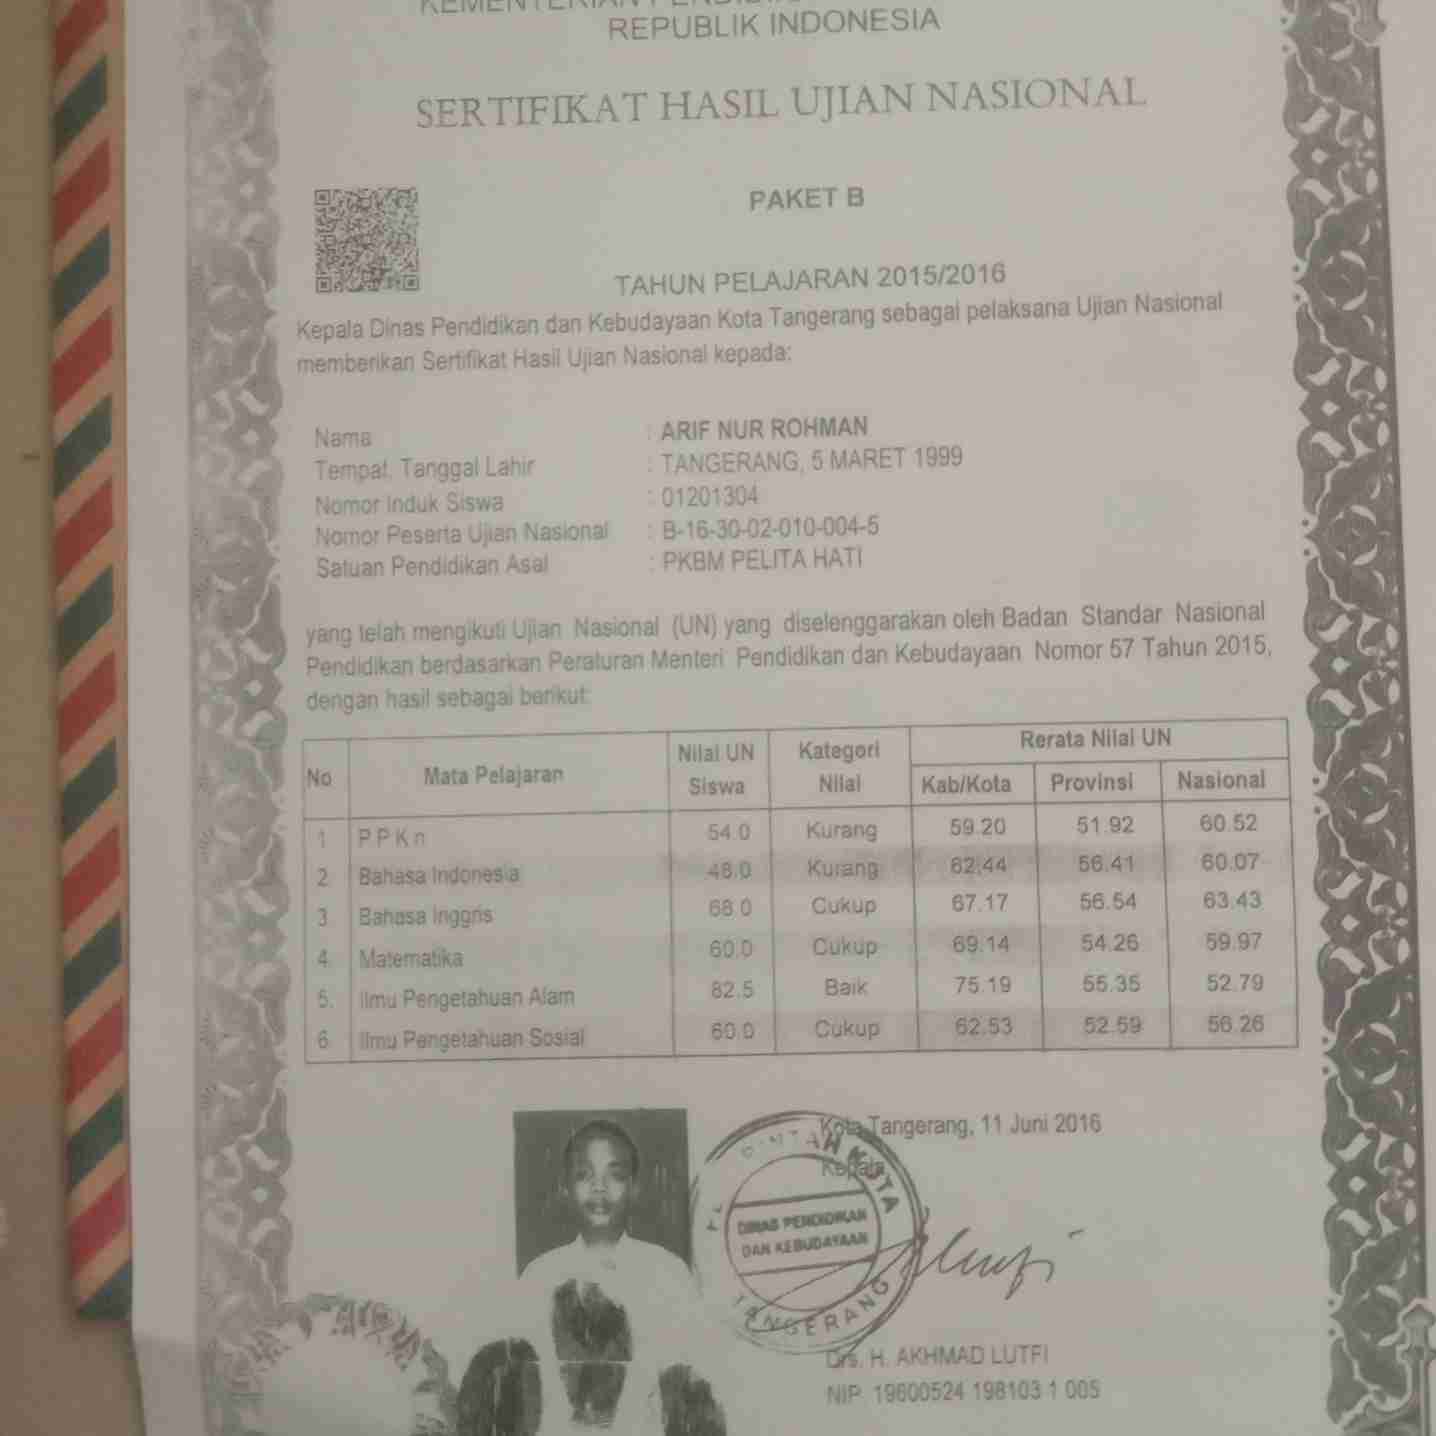 KEMENTERIAN
REPUBLIK INDONESIA
SERTIFIKAT HASIL UJIAN NASIONAL
PAKET B
TAHUN PELAJARAN 2015/2016
Kepala Dinas Pendidikan dan Kebudayaan Kota Tangerang sebagai pelaksana Ujian Nasional
memberikan Sertifikat Hasil Ujian Nasional kepada:
Nama : ARIF NUR ROHMAN
Tempat, Tanggal Lahir : TANGERANG, 5 MARET 1999
Nomor Induk Siswa : 01201304
Nomor Peserta Ujian Nasional : B-16-30-02-010-004-5
Satuan Pendidikan Asal : PKBM PELITA HATI
yang telah mengikuti Ujian Nasional (UN) yang diselenggarakan oleh Badan Standar Nasional
Pendidikan berdasarkan Peraturan Menteri Pendidikan dan Kebudayaan Nomor 57 Tahun 2015,
dengan hasil sebagai berikut:
No Mata Pelajaran Nilai UN Siswa Kategori Nilai Rerata Nilai UN
Kab/Kota Provinsi Nasional
1 P P K n 54.0 Kurang 59.20 51.92 60.52
2. Bahasa Indonesia 48.0 Kurang 62.44 56.41 60.07
3. Bahasa Inggris 68.0 Cukup 67.17 56.54 63.43
4. Matematika 60.0 Cukup 69.14 54.26 59.97
5. Ilmu Pengetahuan Alam 82.5 Baik 75.19 55.35 52.79
6. Ilmu Pengetahuan Sosial 60.0 Cukup 62.53 52.59 56.26
Kota Tangerang, 11 Juni 2016
Kepala
KOTA
DINAS PENDIDIKAN
DAN KEBUDAYAAN
TANGERANG
Drs. H. AKHMAD LUTFI
NIP. 19600524 198103 1 005